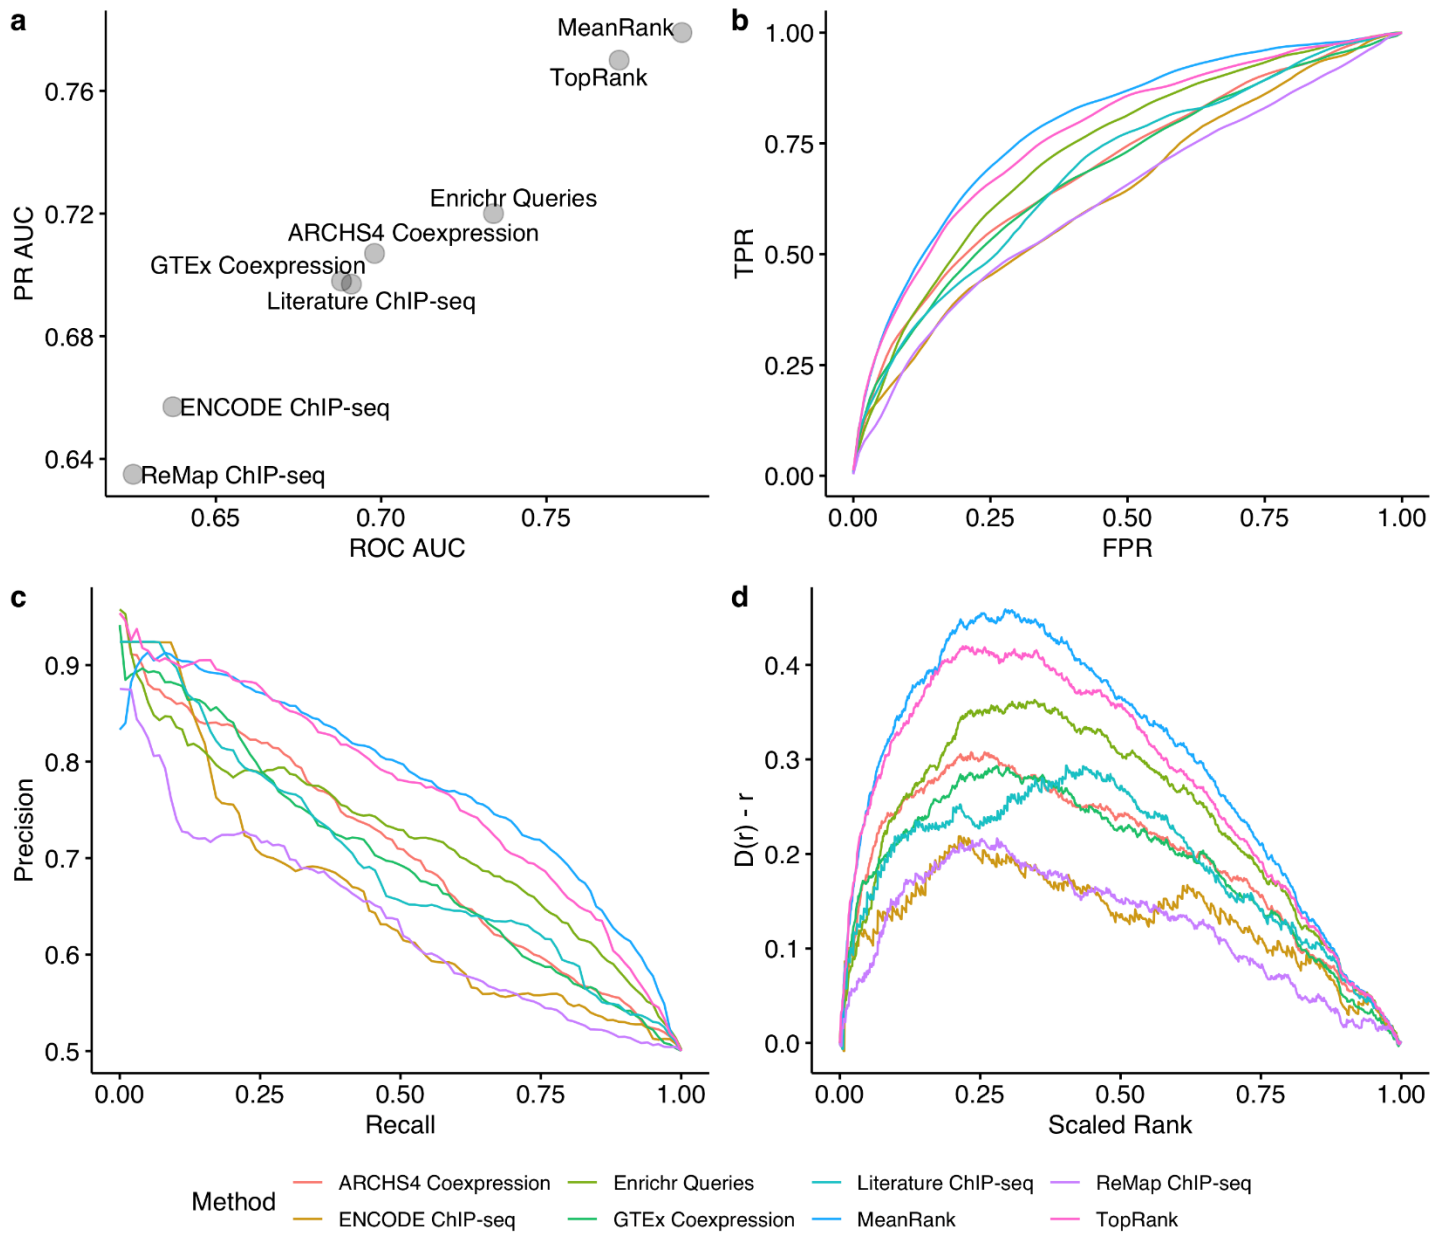 a
MeanRank
TopRank
0.76
0.72
0.68
0.64
PR AUC
Enrichr Queries
ARCHS4 Coexpression
GTEx Coexpression
Literature ChIP-seq
ENCODE ChIP-seq
ReMap ChIP-seq
0.65 0.70 0.75
ROC AUC
b
1.00
0.75
0.50
0.25
0.00
TPR
0.00 0.25 0.50 0.75 1.00
FPR
c
0.9
0.8
0.7
0.6
0.5
Precision
0.00 0.25 0.50 0.75 1.00
Recall
d
0.4
0.3
0.2
0.1
0.0
D(r) - r
0.00 0.25 0.50 0.75 1.00
Scaled Rank
Method
ARCHS4 Coexpression Enrichr Queries Literature ChIP-seq ReMap ChIP-seq
ENCODE ChIP-seq GTEx Coexpression MeanRank TopRank